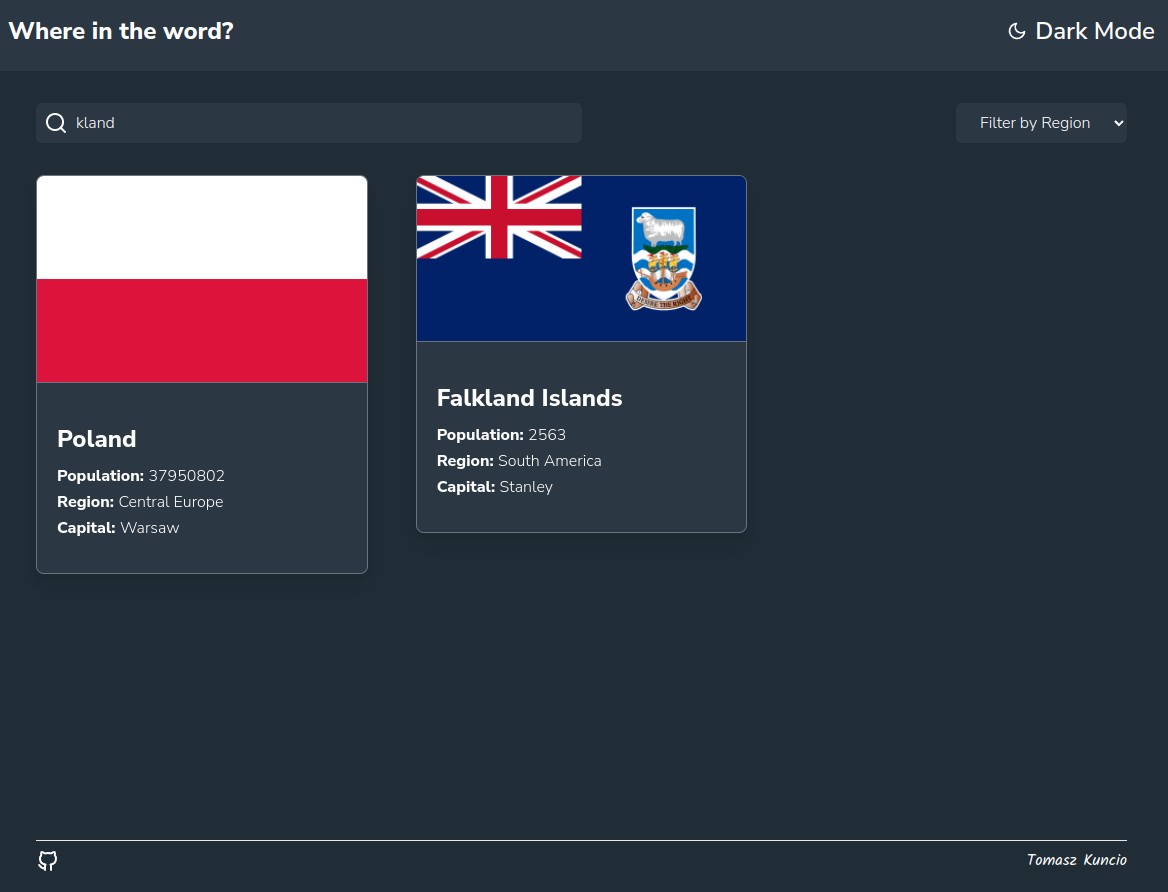 Where in the word?
Dark Mode
kland
Filter by Region
Poland
Population: 37950802
Region: Central Europe
Capital: Warsaw
DESIRE THE RIGHT
Falkland Islands
Population: 2563
Region: South America
Capital: Stanley
Tomasz Kuncio